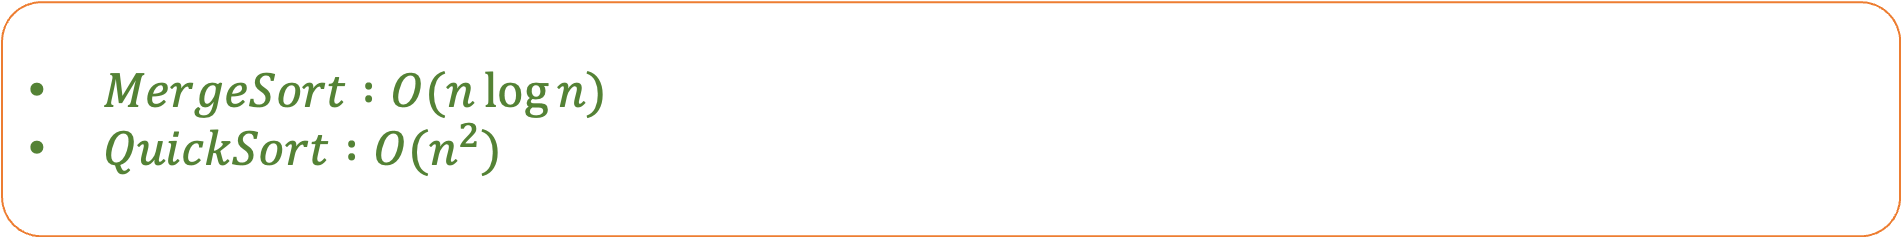 • MergeSort : O(n log n)
• QuickSort : O(n²)